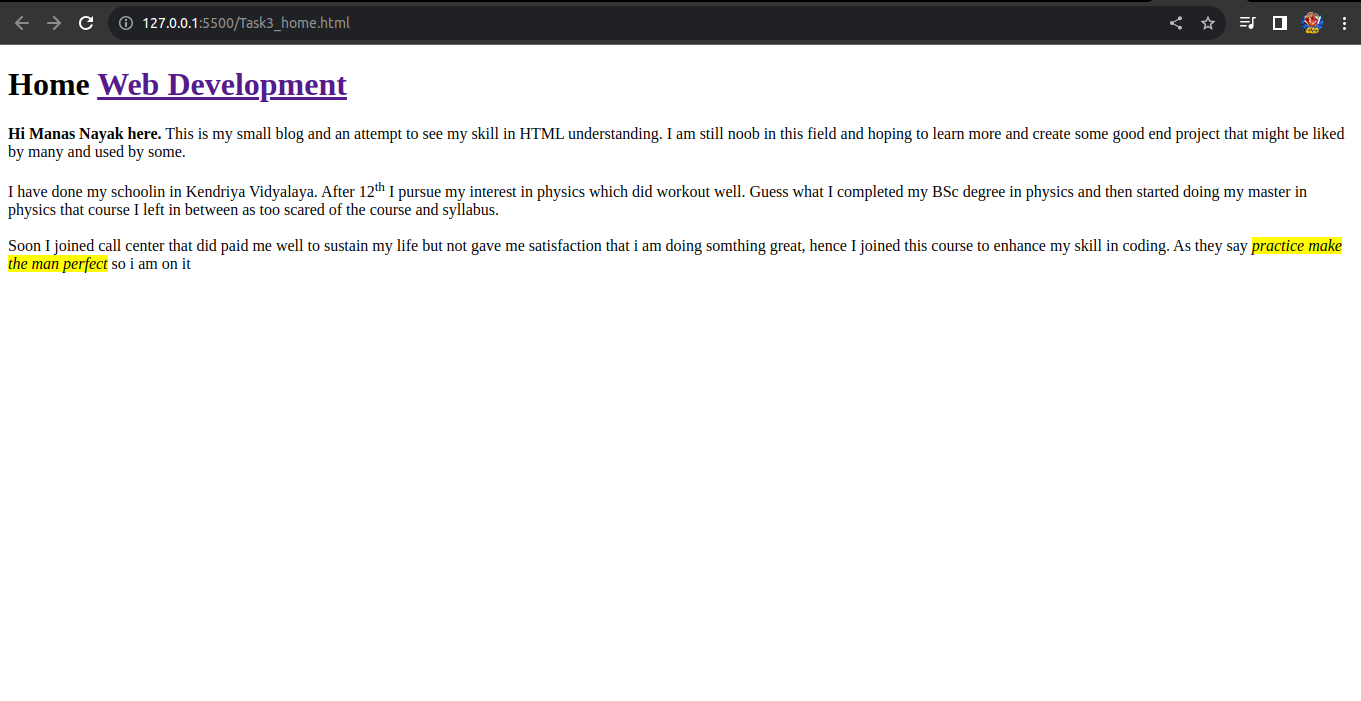 127.0.0.1:5500/Task3_home.html
Home Web Development
Hi Manas Nayak here. This is my small blog and an attempt to see my skill in HTML understanding. I am still noob in this field and hoping to learn more and create some good end project that might be liked
by many and used by some.
I have done my schoolin in Kendriya Vidyalaya. After 12th I pursue my interest in physics which did workout well. Guess what I completed my BSc degree in physics and then started doing my master in
physics that course I left in between as too scared of the course and syllabus.
Soon I joined call center that did paid me well to sustain my life but not gave me satisfaction that i am doing somthing great, hence I joined this course to enhance my skill in coding. As they say practice make
the man perfect so i am on it